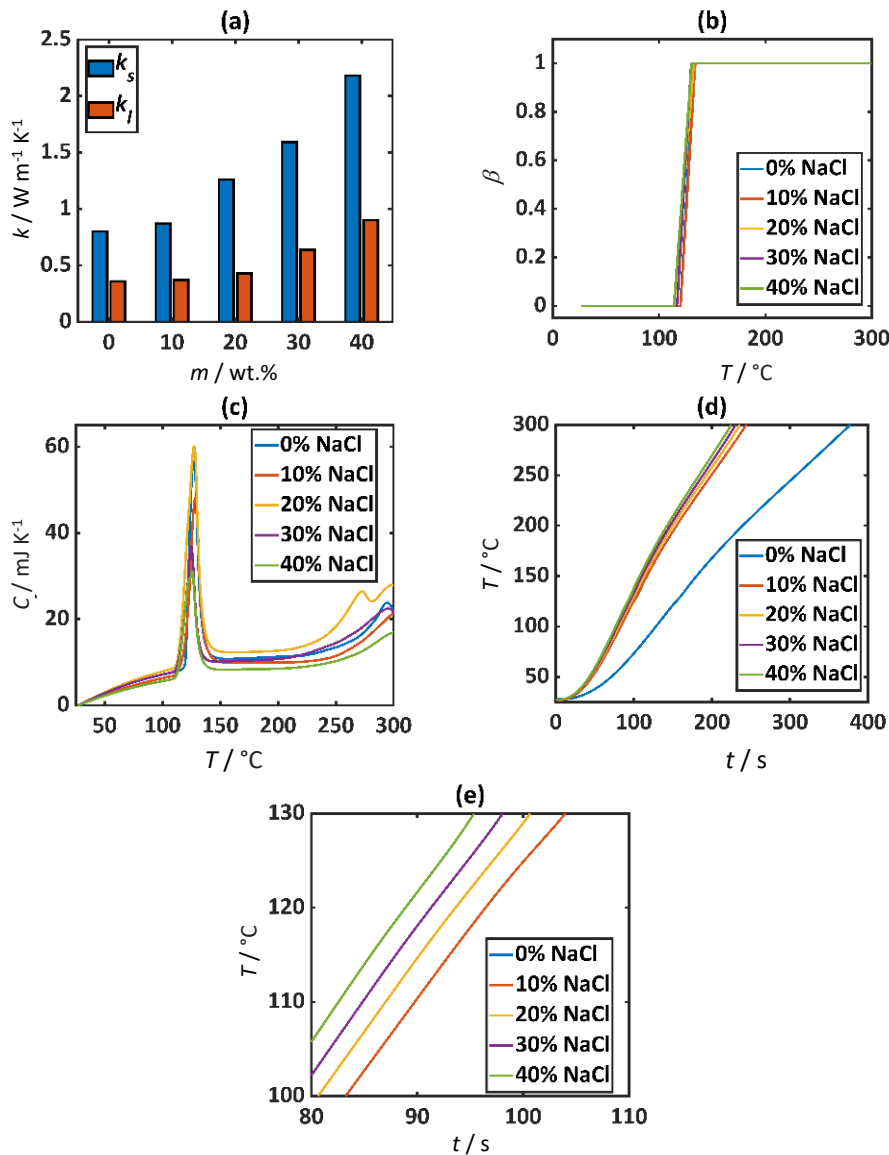 (a)
2.5
2
1.5
1
0.5
0
k / W m⁻¹ K⁻¹
kₛ
kₗ
0 10 20 30 40
m / wt.%
(b)
1
0.8
0.6
0.4
0.2
0
β
0% NaCl
10% NaCl
20% NaCl
30% NaCl
40% NaCl
0 100 200 300
T / °C
(c)
60
40
20
0
C / mJ K⁻¹
0% NaCl
10% NaCl
20% NaCl
30% NaCl
40% NaCl
50 100 150 200 250 300
T / °C
(d)
300
250
200
150
100
50
T / °C
0% NaCl
10% NaCl
20% NaCl
30% NaCl
40% NaCl
0 100 200 300 400
t / s
(e)
130
120
110
100
T / °C
0% NaCl
10% NaCl
20% NaCl
30% NaCl
40% NaCl
80 90 100 110
t / s